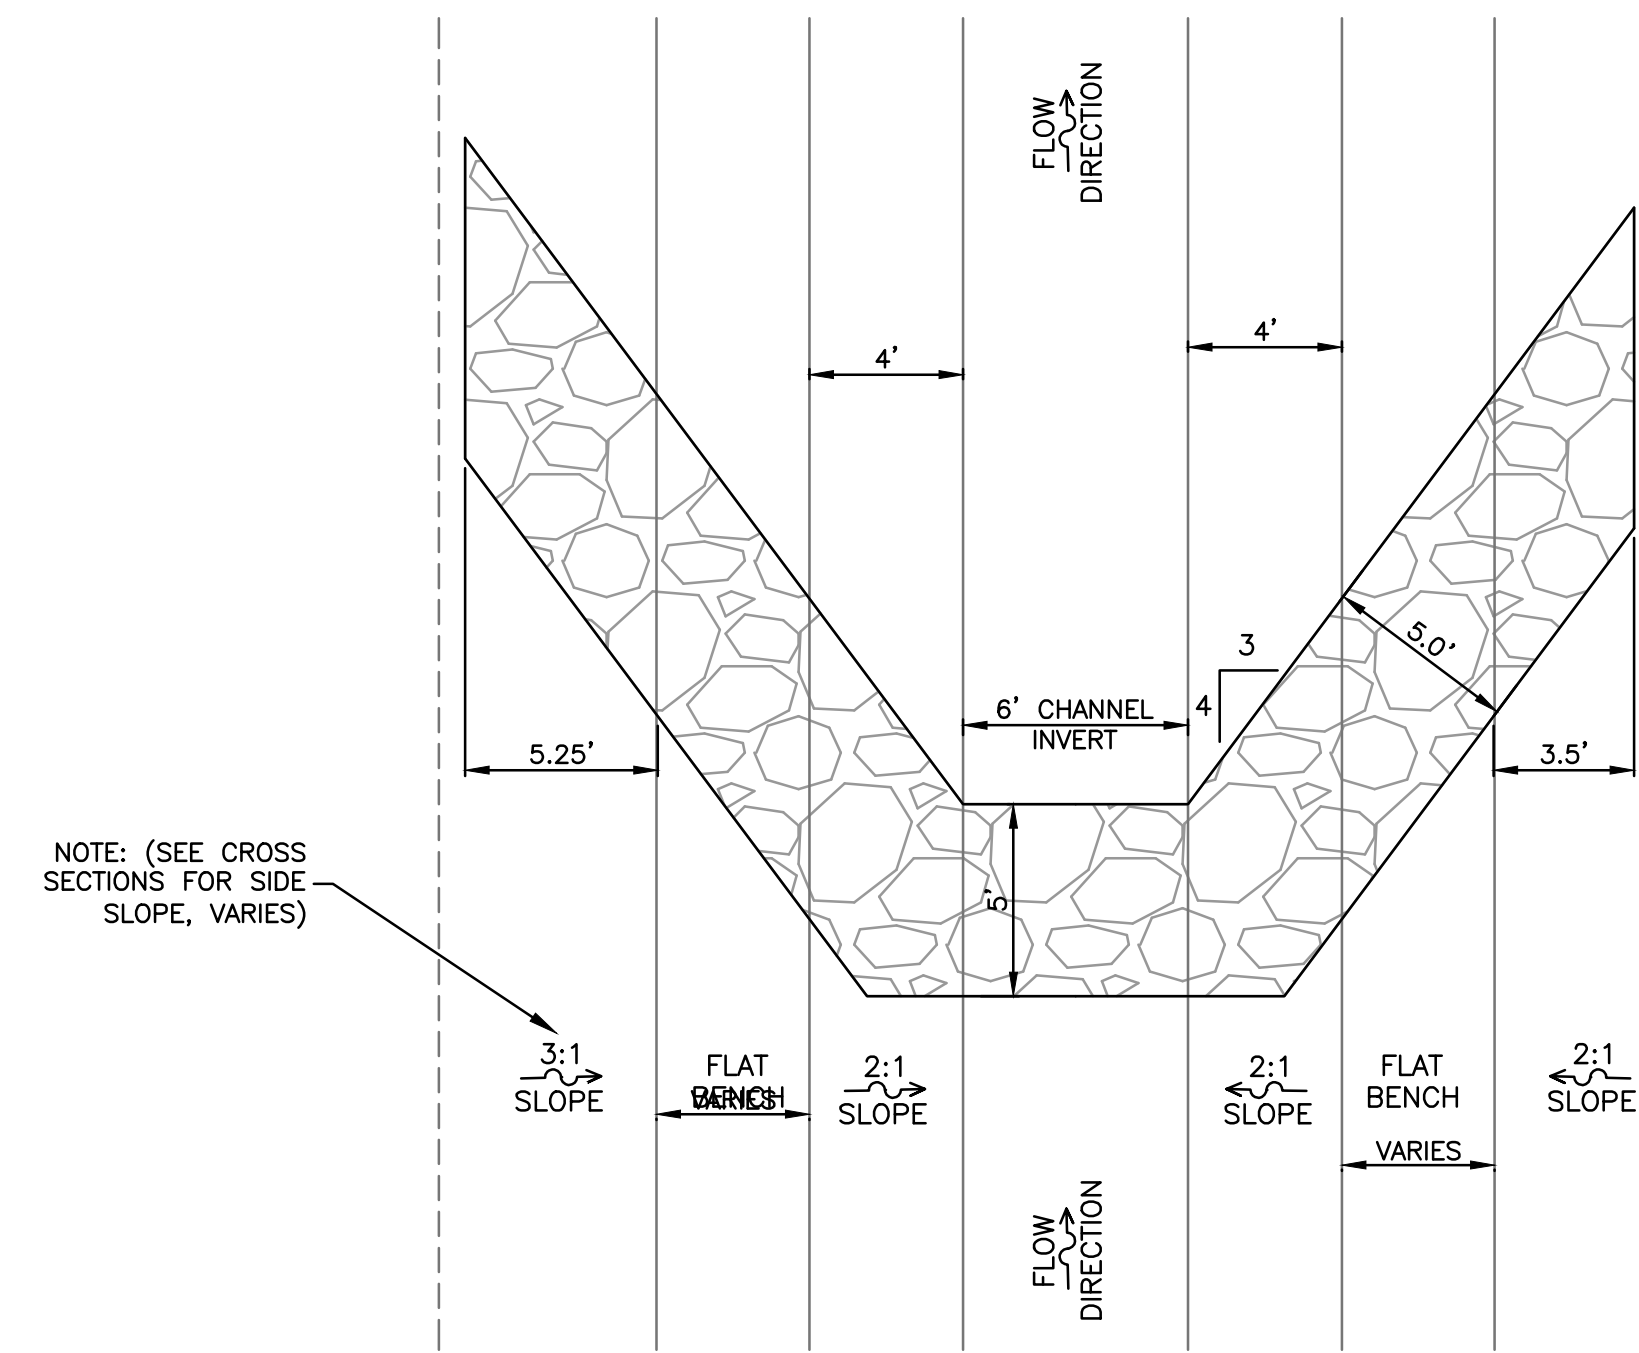 FLOW
DIRECTION
4'
4'
3
4
5.0'
6' CHANNEL
INVERT
5.25'
3.5'
NOTE: (SEE CROSS
SECTIONS FOR SIDE
SLOPE, VARIES)
5'
3:1
SLOPE
FLAT
BENCH
VARIES
2:1
SLOPE
2:1
SLOPE
FLAT
BENCH
VARIES
2:1
SLOPE
FLOW
DIRECTION